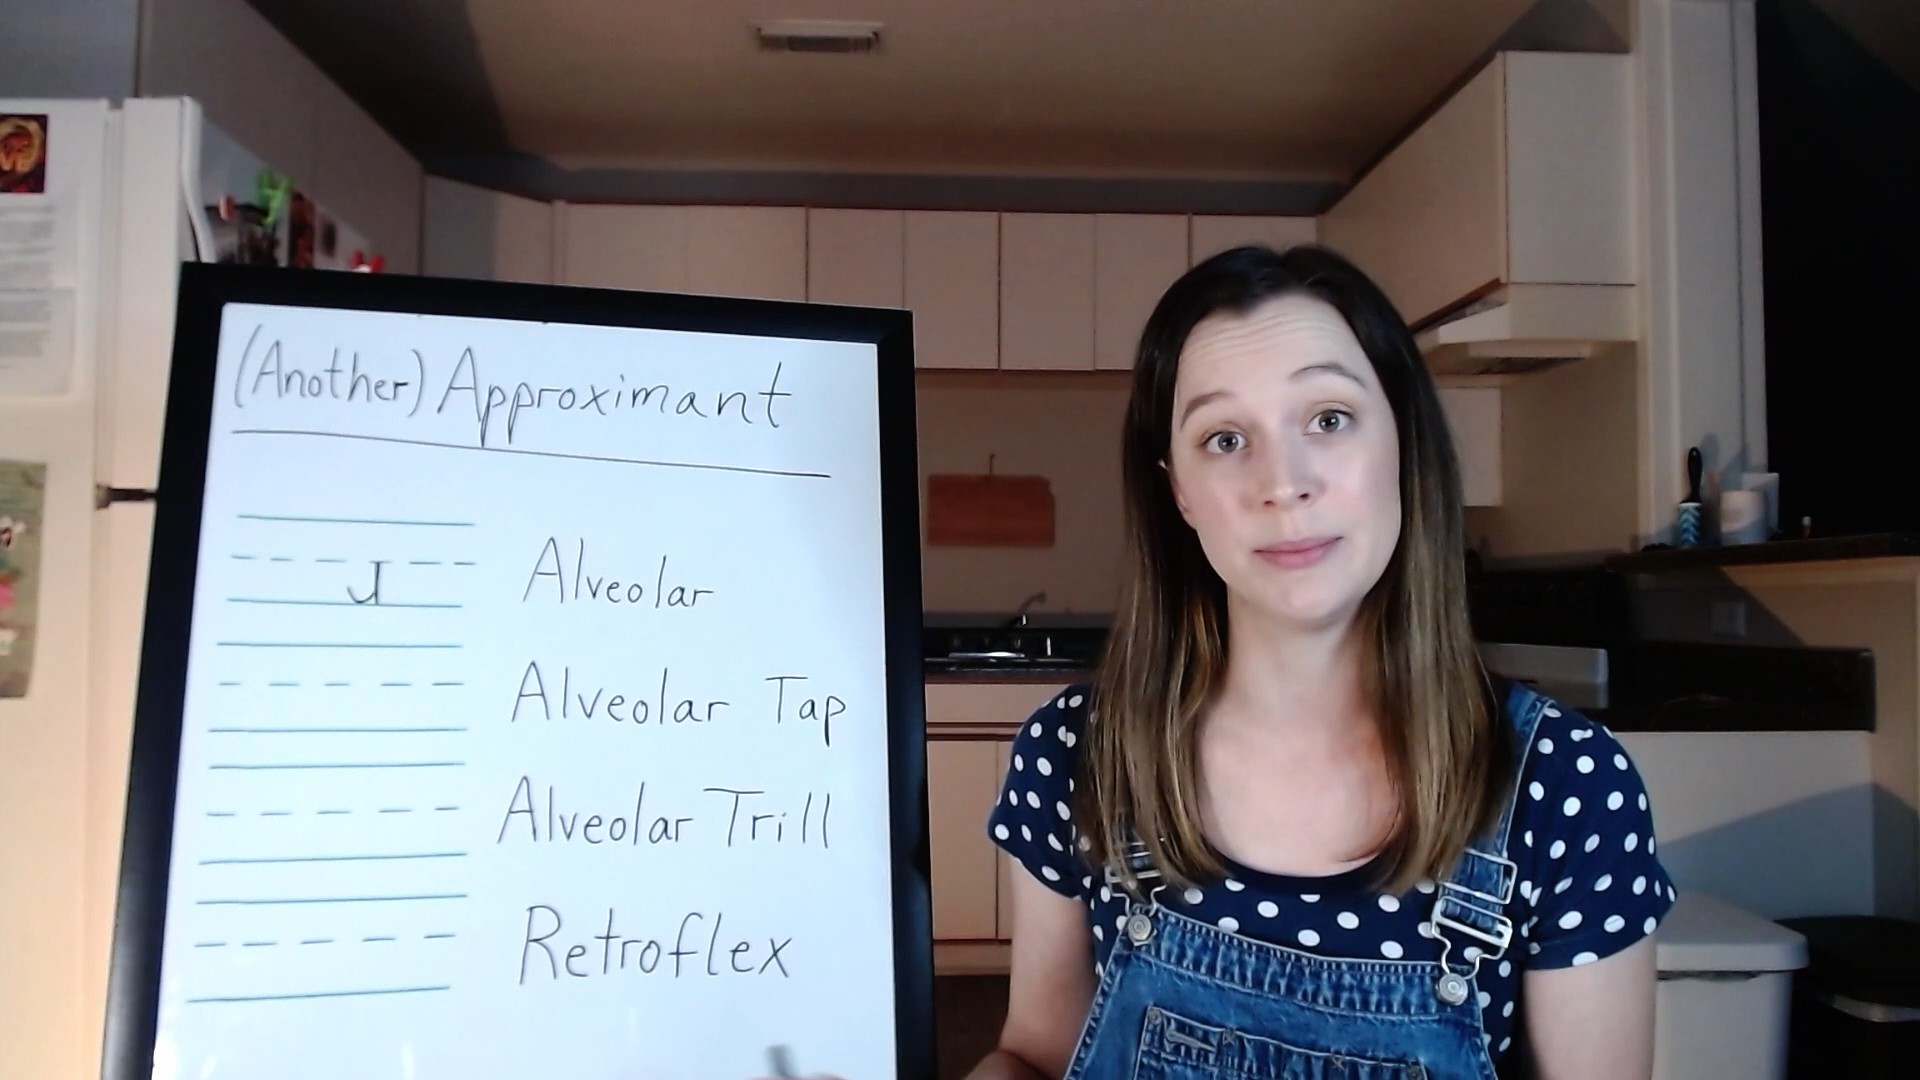 (Another) Approximant
ɹ Alveolar
Alveolar Tap
Alveolar Trill
Retroflex